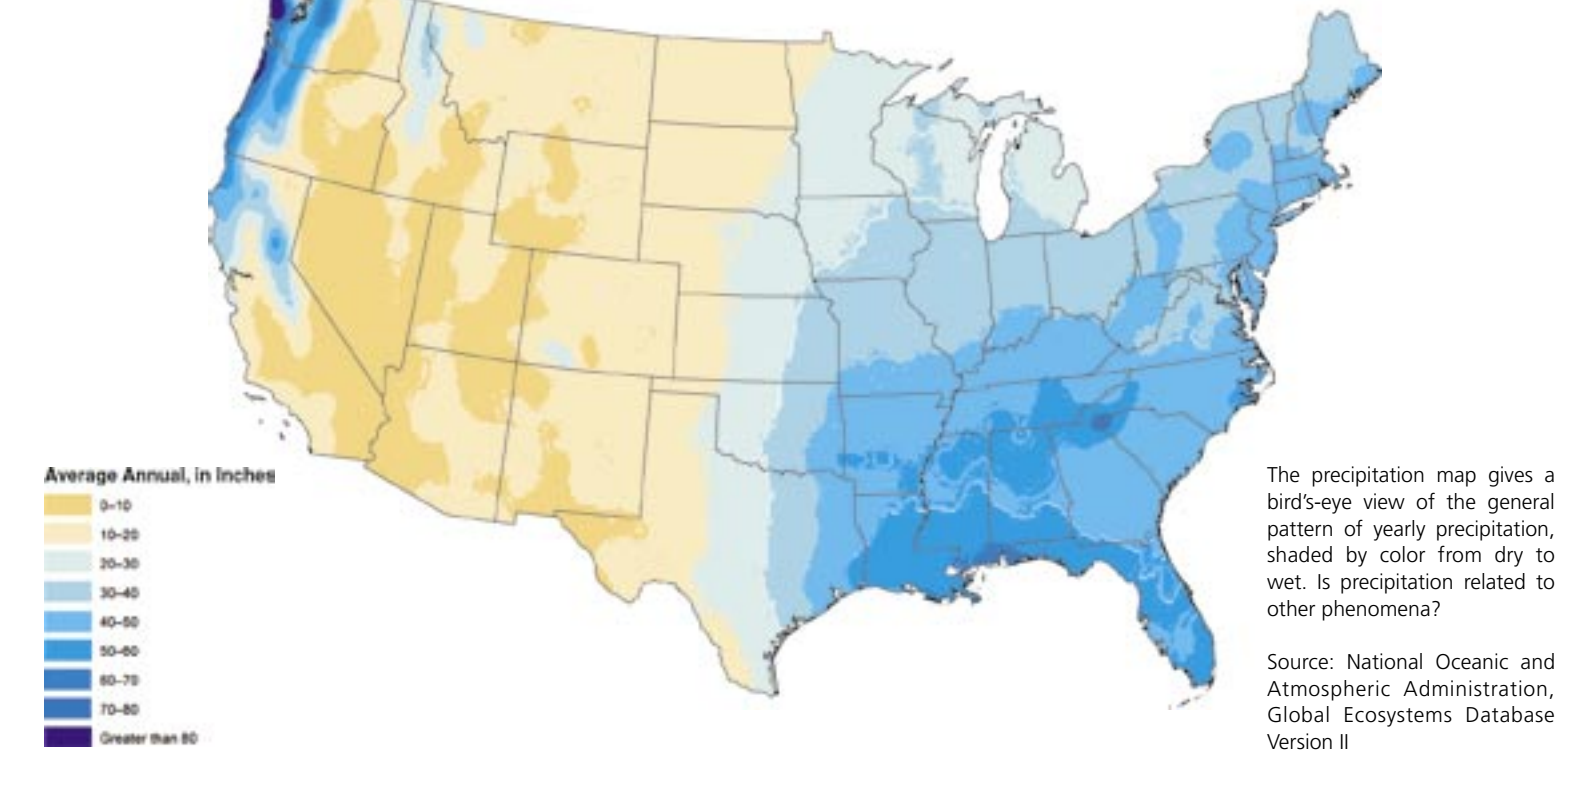 Average Annual, in Inches
0–10
10–20
20–30
30–40
40–50
50–60
60–70
70–80
Greater than 80
The precipitation map gives a
bird’s-eye view of the general
pattern of yearly precipitation,
shaded by color from dry to
wet. Is precipitation related to
other phenomena?
Source: National Oceanic and
Atmospheric Administration,
Global Ecosystems Database
Version II